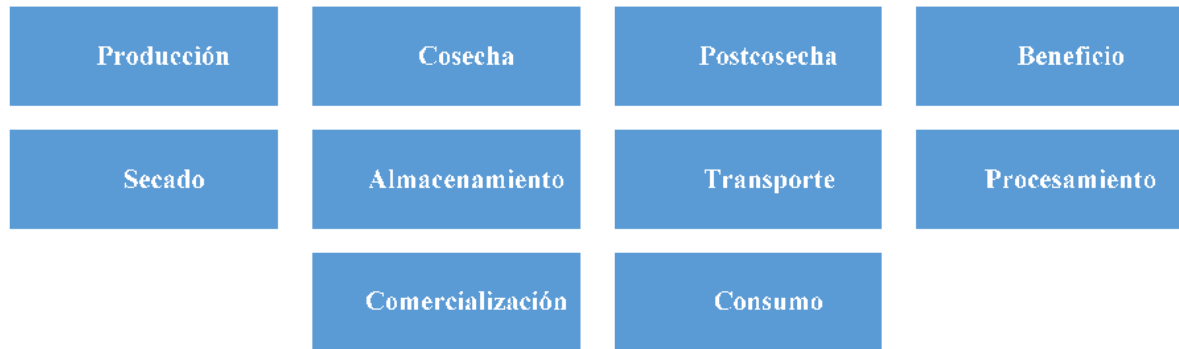 Producción
Cosecha
Postcosecha
Beneficio
Secado
Almacenamiento
Transporte
Procesamiento
Comercialización
Consumo